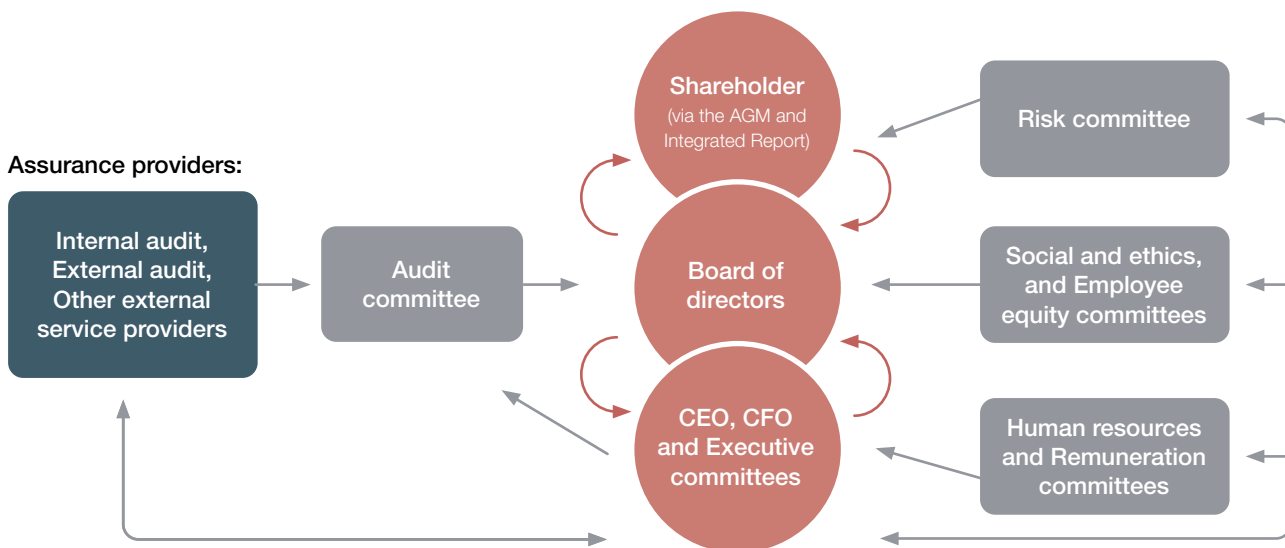 Assurance providers:
Internal audit,
External audit,
Other external
service providers
Audit
committee
Shareholder
(via the AGM and
Integrated Report)
Board of
directors
CEO, CFO
and Executive
committees
Risk committee
Social and ethics,
and Employee
equity committees
Human resources
and Remuneration
committees